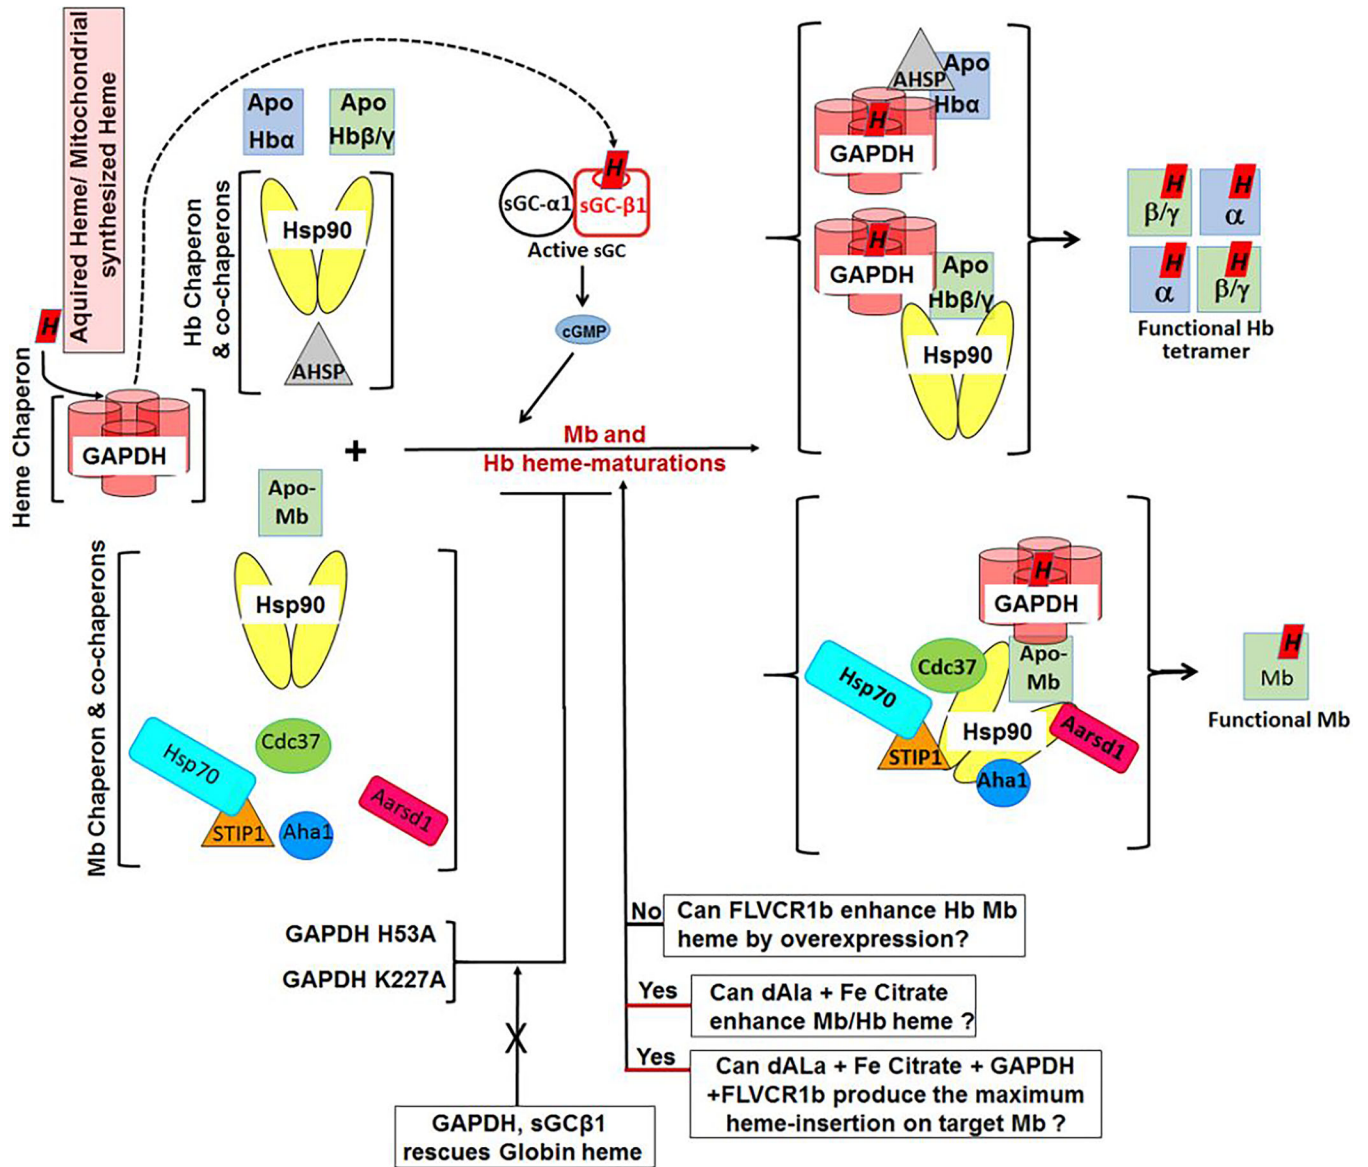 Aquired Heme/ Mitochondrial
synthesized Heme
H
Heme Chaperon
GAPDH
Apo
Hbα
Apo
Hbβ/γ
Hb Chaperon
& co-chaperons
Hsp90
AHSP
+
Apo-
Mb
Mb Chaperon & co-chaperons
Hsp90
Cdc37
Hsp70
STIP1
Aha1
Aarsd1
H
sGC-α1
sGC-β1
Active sGC
cGMP
Mb and
Hb heme-maturations
AHSP
Apo
Hbα
H
GAPDH
H
GAPDH
Apo
Hbβ/γ
Hsp90
H
β/γ
H
α
H
α
H
β/γ
Functional Hb
tetramer
H
GAPDH
Cdc37
Apo-
Mb
Hsp70
Hsp90
Aarsd1
STIP1
Aha1
H
Mb
Functional Mb
GAPDH H53A
GAPDH K227A
X
GAPDH, sGCβ1
rescues Globin heme
No
Can FLVCR1b enhance Hb Mb
heme by overexpression?
Yes
Can dAla + Fe Citrate
enhance Mb/Hb heme ?
Yes
Can dALa + Fe Citrate + GAPDH
+FLVCR1b produce the maximum
heme-insertion on target Mb ?